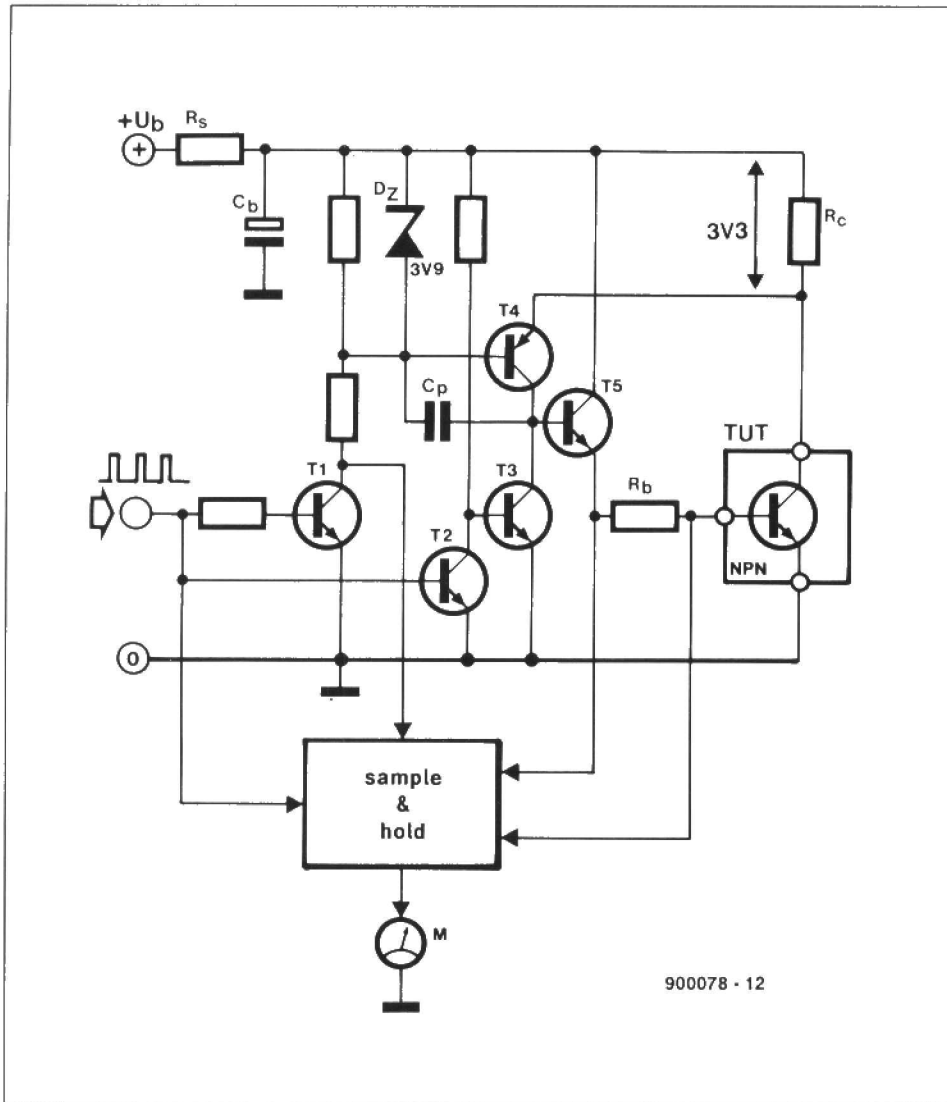 +Ub
Rs
+
Cb
DZ
3V9
3V3
Rc
T4
Cp
T5
TUT
T1
T3
Rb
T2
NPN
0
sample
&
hold
M
900078 - 12